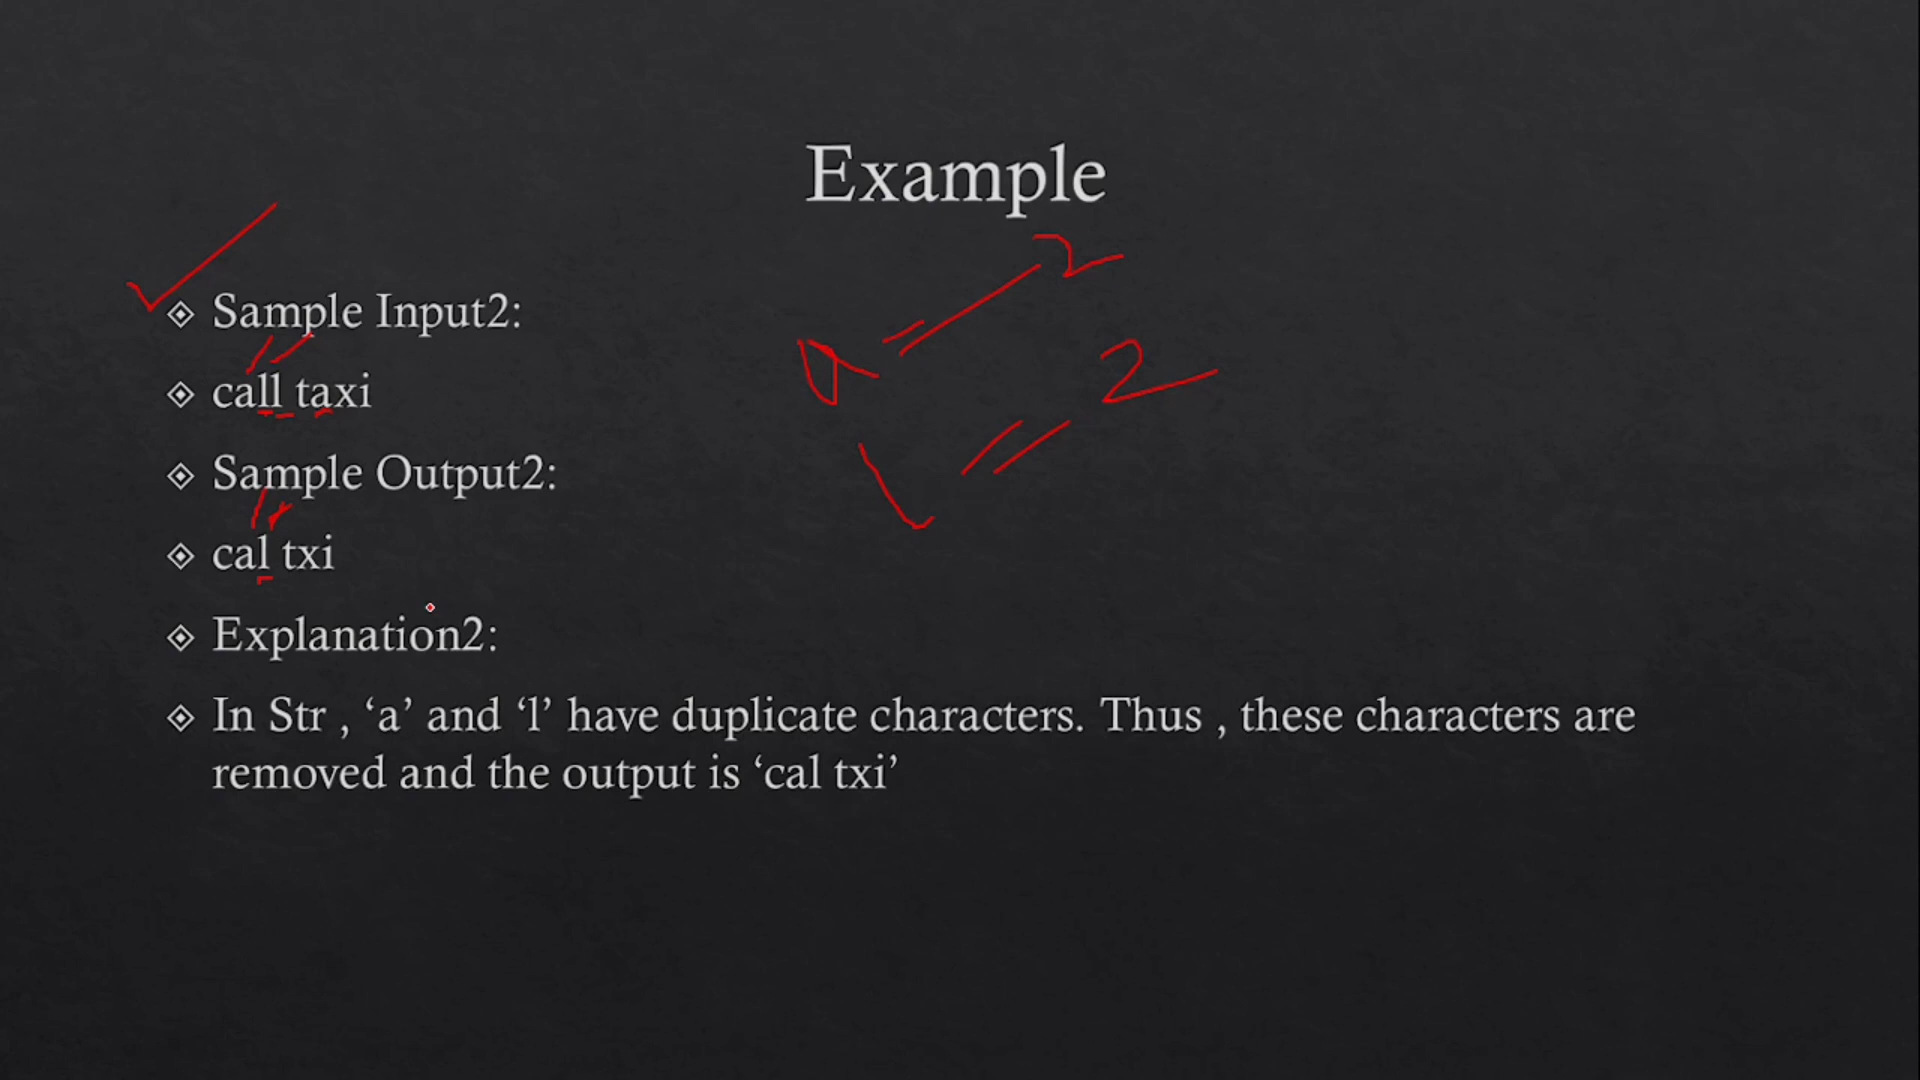 Example
Sample Input2:
call taxi
Sample Output2:
cal txi
Explanation2:
In Str , ‘a’ and ‘l’ have duplicate characters. Thus , these characters are
removed and the output is ‘cal txi’
a = 2
l = 2